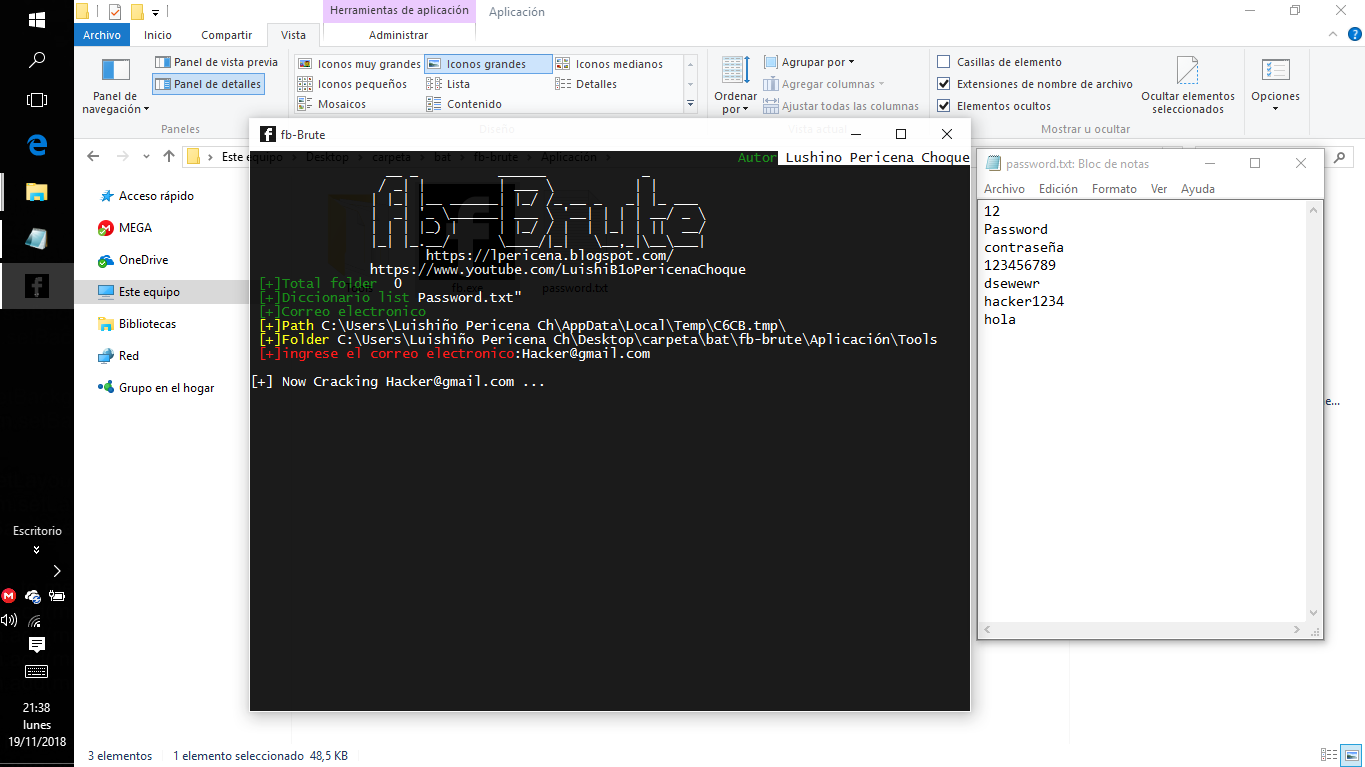 Herramientas de aplicación
Aplicación
Archivo
Inicio
Compartir
Vista
Administrar
Panel de navegación
Panel de vista previa
Panel de detalles
Paneles
Iconos muy grandes
Iconos grandes
Iconos medianos
Iconos pequeños
Lista
Detalles
Mosaicos
Contenido
Diseño
Ordenar por
Agrupar por
Agregar columnas
Ajustar todas las columnas
Vista actual
Casillas de elemento
Extensiones de nombre de archivo
Elementos ocultos
Ocultar elementos seleccionados
Mostrar u ocultar
Opciones
Este equipo
Desktop
carpeta
bat
fb-brute
Aplicación
Acceso rápido
MEGA
OneDrive
Este equipo
Bibliotecas
Red
Grupo en el hogar
fb-Brute
Autor Lushino Pericena Choque
fb-Brute
https://lpericena.blogspot.com/
https://www.youtube.com/LuishiB1oPericenaChoque
[+]Total folder 0
[+]Diccionario list Password.txt"
[+]Correo electronico
[+]Path C:\Users\Luishiño Pericena Ch\AppData\Local\Temp\C6CB.tmp\
[+]Folder C:\Users\Luishiño Pericena Ch\Desktop\carpeta\bat\fb-brute\Aplicación\Tools
[+]ingrese el correo electronico:Hacker@gmail.com
[+] Now Cracking Hacker@gmail.com ...
fb.exe
password.txt
password.txt: Bloc de notas
Archivo
Edición
Formato
Ver
Ayuda
12
Password
contraseña
123456789
dsewewr
hacker1234
hola
Escritorio
21:38
lunes
19/11/2018
3 elementos
1 elemento seleccionado 48,5 KB